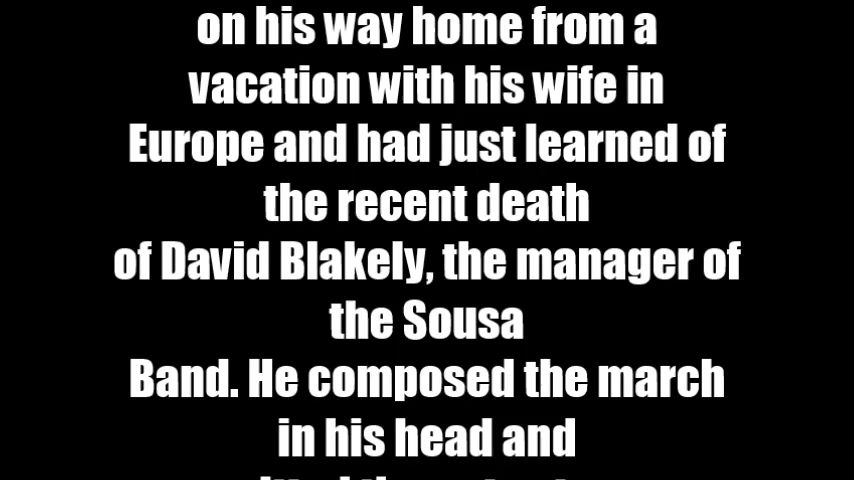 on his way home from a
vacation with his wife in
Europe and had just learned of
the recent death
of David Blakely, the manager of
the Sousa
Band. He composed the march
in his head and